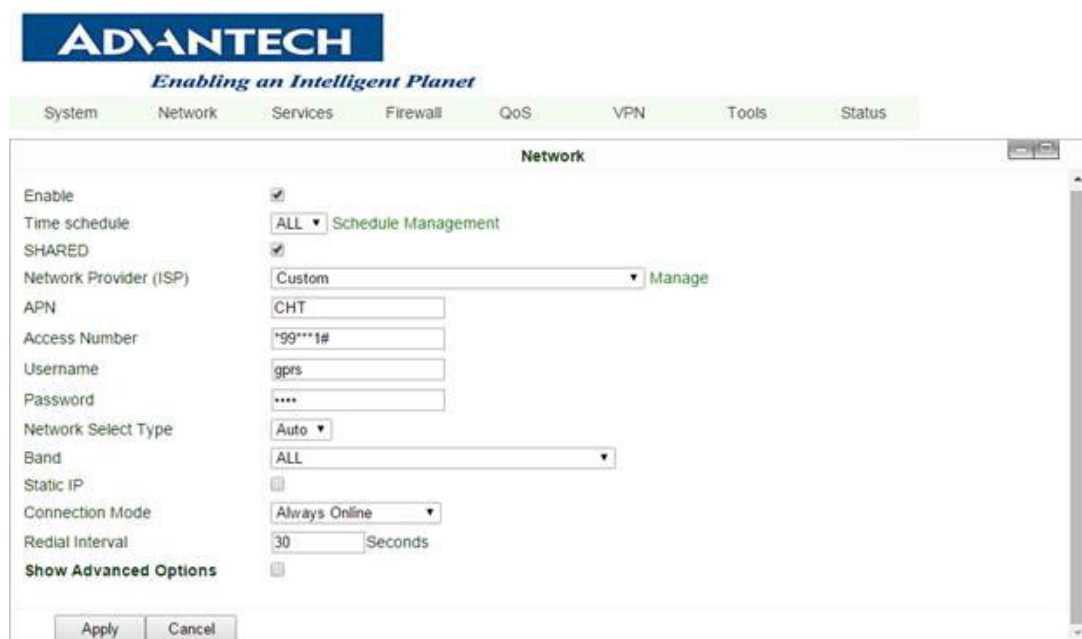 ADVANTECH
Enabling an Intelligent Planet
System Network Services Firewall QoS VPN Tools Status
Network
Enable
Time schedule ALL Schedule Management
SHARED
Network Provider (ISP) Custom Manage
APN CHT
Access Number *99***1#
Username gprs
Password ••••
Network Select Type Auto
Band ALL
Static IP
Connection Mode Always Online
Redial Interval 30 Seconds
Show Advanced Options
Apply Cancel